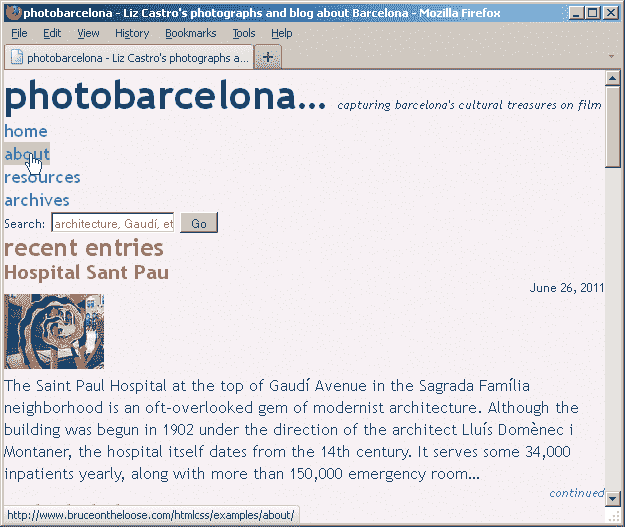 photobarcelona - Liz Castro's photographs and blog about Barcelona - Mozilla Firefox
File Edit View History Bookmarks Tools Help
photobarcelona - Liz Castro's photographs a...
photobarcelona... capturing barcelona's cultural treasures on film
home
about
resources
archives
Search: architecture, Gaudí, et Go
recent entries
Hospital Sant Pau
June 26, 2011
The Saint Paul Hospital at the top of Gaudí Avenue in the Sagrada Família
neighborhood is an oft-overlooked gem of modernist architecture. Although the
building was begun in 1902 under the direction of the architect Lluís Domènec i
Montaner, the hospital itself dates from the 14th century. It serves some 34,000
inpatients yearly, along with more than 150,000 emergency room...
continued
http://www.bruceontheloose.com/htmlcss/examples/about/